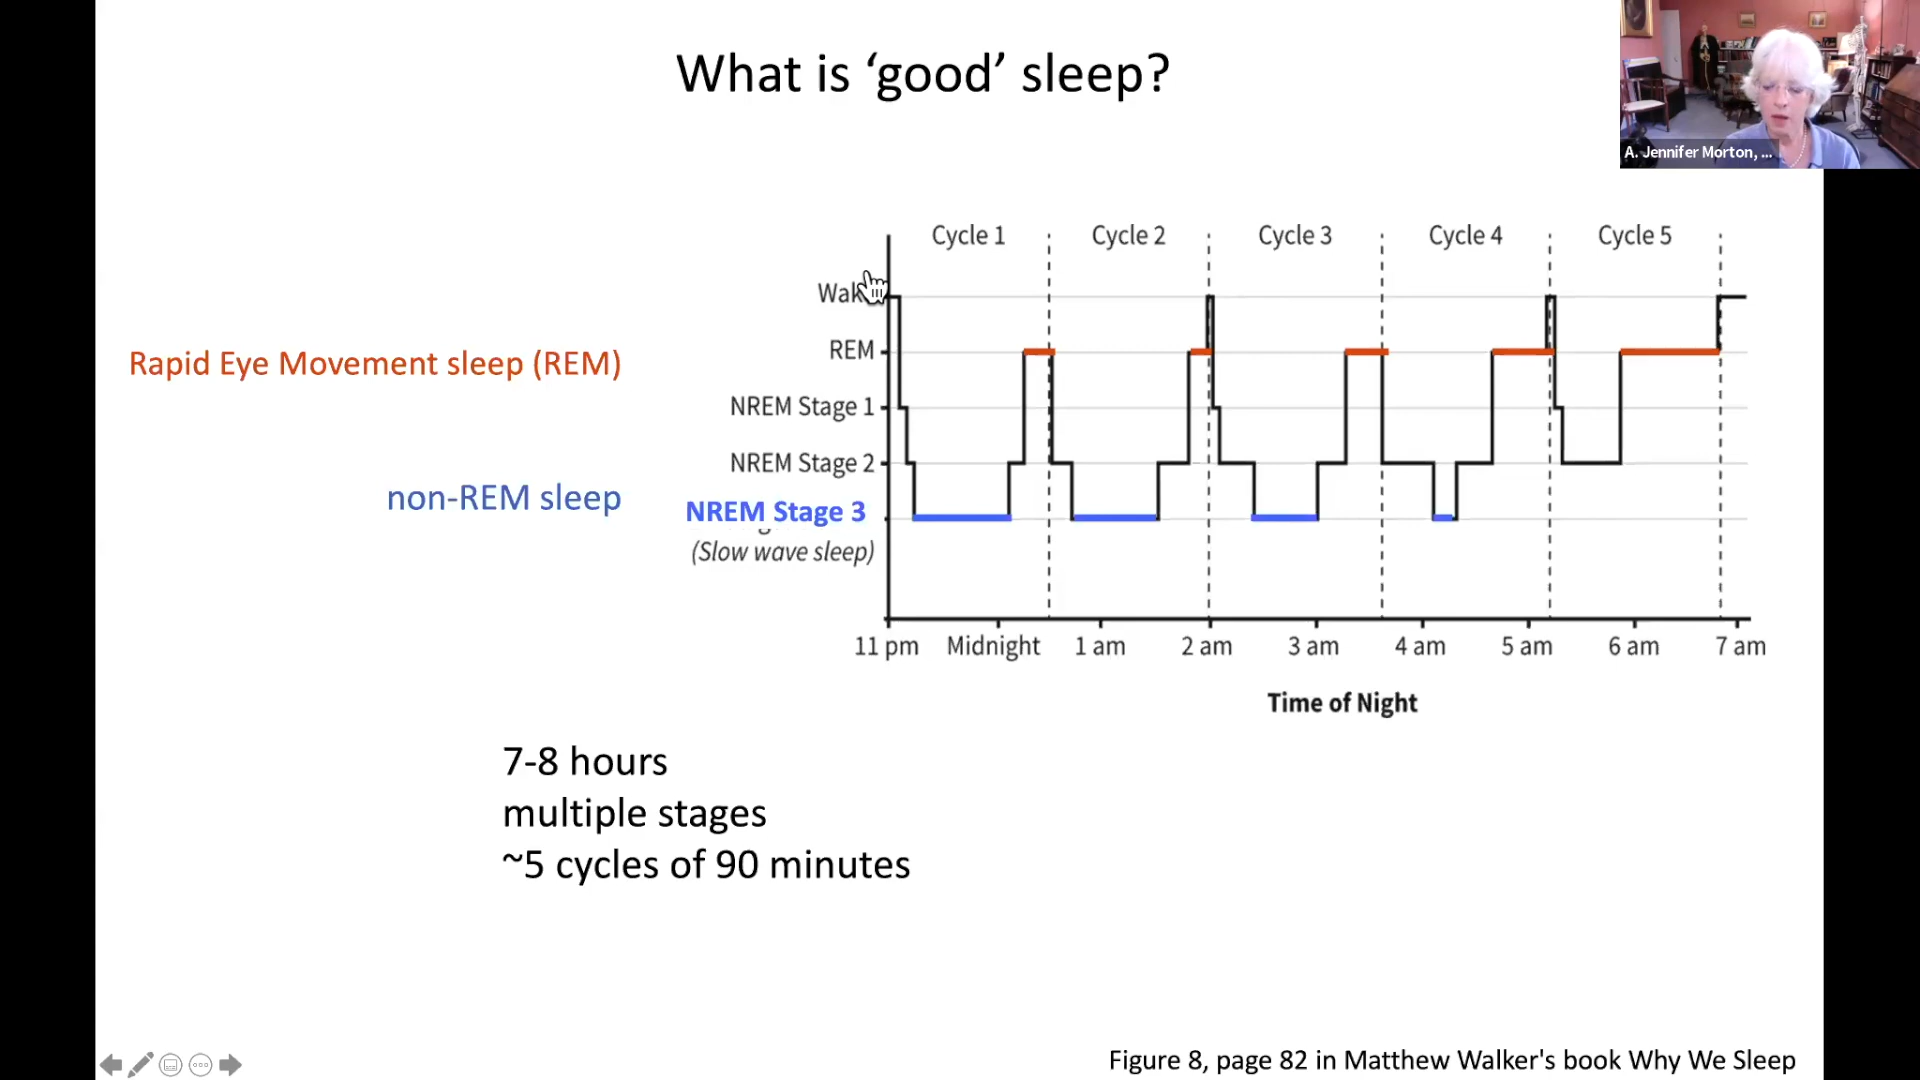 What is ‘good’ sleep?
A. Jennifer Morton, ...
Cycle 1 Cycle 2 Cycle 3 Cycle 4 Cycle 5
REM
Rapid Eye Movement sleep (REM)
NREM Stage 1
NREM Stage 2
non-REM sleep
NREM Stage 3
(Slow wave sleep)
11 pm Midnight 1 am 2 am 3 am 4 am 5 am 6 am 7 am
Time of Night
7-8 hours
multiple stages
~5 cycles of 90 minutes
Figure 8, page 82 in Matthew Walker's book Why We Sleep